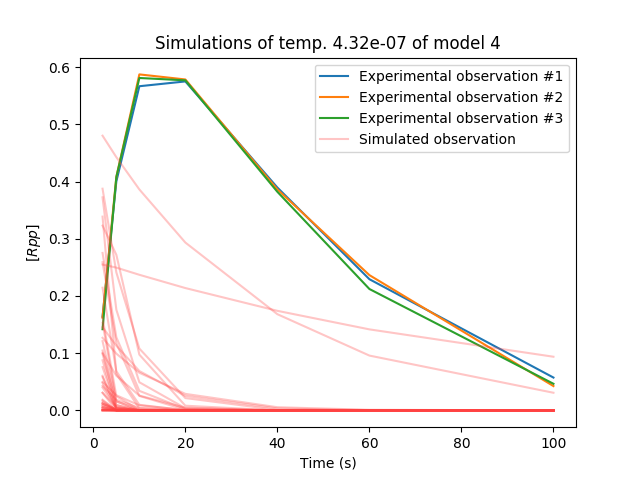 Simulations of temp. 4.32e-07 of model 4
Experimental observation #1
Experimental observation #2
Experimental observation #3
Simulated observation
[Rpp]
0.6
0.5
0.4
0.3
0.2
0.1
0.0
0 20 40 60 80 100
Time (s)